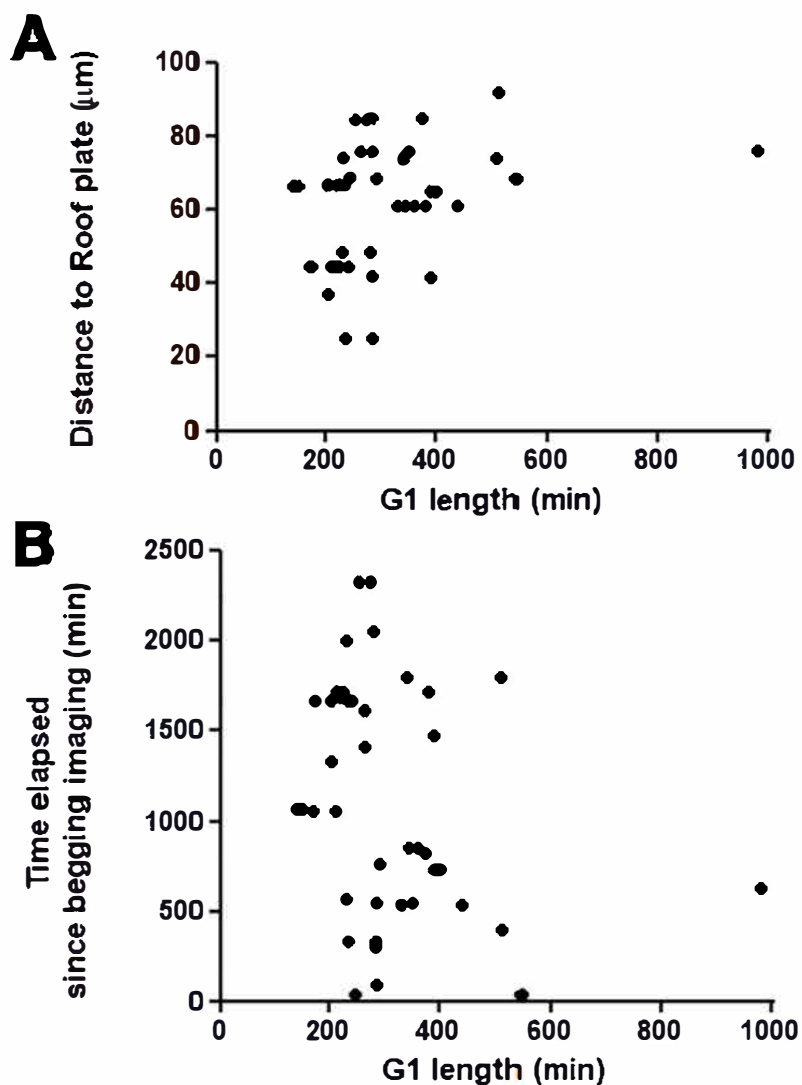 A
Distance to Roof plate (μm)
100
80
60
40
20
0
0 200 400 600 800 1000
G1 length (min)
B
Time elapsed
since begging imaging (min)
2500
2000
1500
1000
500
0
0 200 400 600 800 1000
G1 length (min)